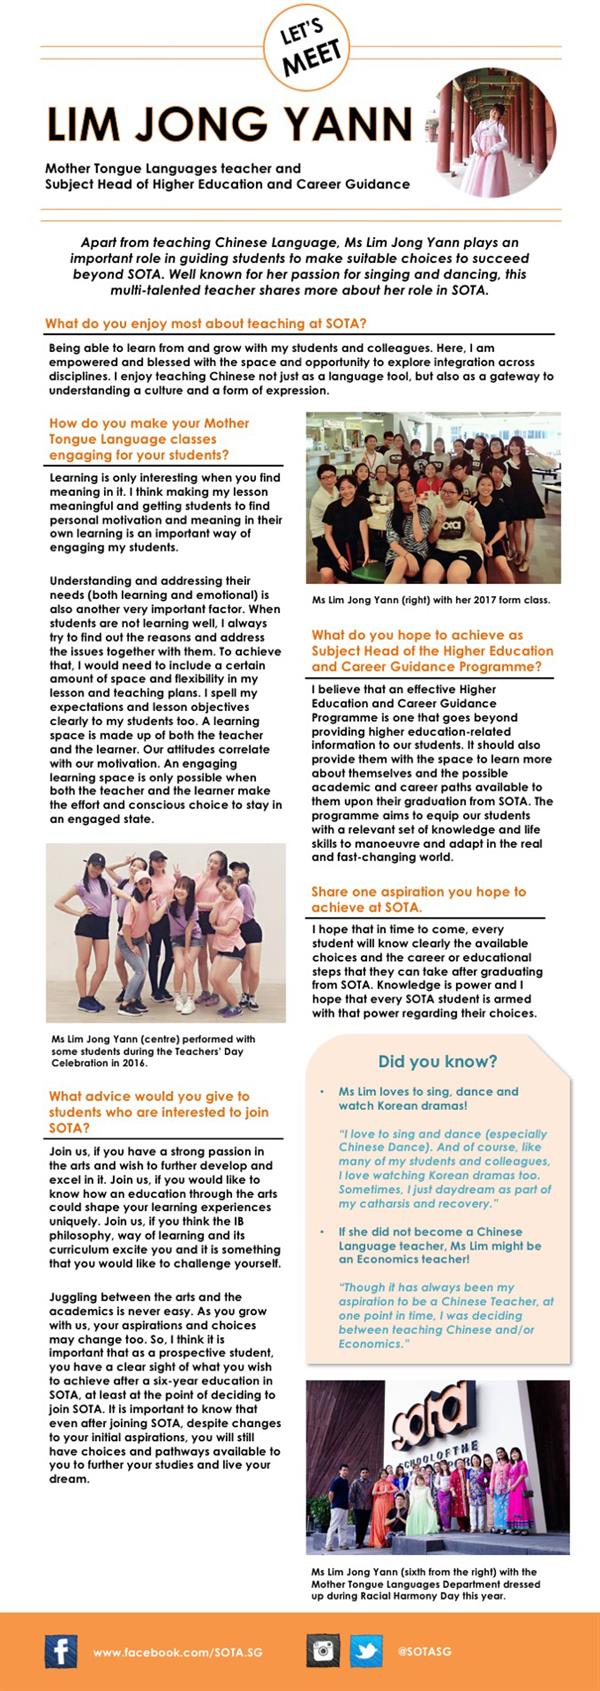 LET'S
MEET
LIM JONG YANN
Mother Tongue Languages teacher and
Subject Head of Higher Education and Career Guidance
Apart from teaching Chinese Language, Ms Lim Jong Yann plays an
important role in guiding students to make suitable choices to succeed
beyond SOTA. Well known for her passion for singing and dancing, this
multi-talented teacher shares more about her role in SOTA.
What do you enjoy most about teaching at SOTA?
Being able to learn from and grow with my students and colleagues. Here, I am
empowered and blessed with the space and opportunity to explore integration across
disciplines. I enjoy teaching Chinese not just as a language tool, but also as a gateway to
understanding a culture and a form of expression.
How do you make your Mother
Tongue Language classes
engaging for your students?
Learning is only interesting when you find
meaning in it. I think making my lesson
meaningful and getting students to find
personal motivation and meaning in their
own learning is an important way of
engaging my students.
Understanding and addressing their
needs (both learning and emotional) is
also another very important factor. When
students are not learning well, I always
try to find out the reasons and address
the issues together with them. To achieve
that, I would need to include a certain
amount of space and flexibility in my
lesson and teaching plans. I spell my
expectations and lesson objectives
clearly to my students too. A learning
space is made up of both the teacher
and the learner. Our attitudes correlate
with our motivation. An engaging
learning space is only possible when
both the teacher and the learner make
the effort and conscious choice to stay in
an engaged state.
Ms Lim Jong Yann (centre) performed with
some students during the Teachers' Day
Celebration in 2016.
What advice would you give to
students who are interested to join
SOTA?
Join us, if you have a strong passion in
the arts and wish to further develop and
excel in it. Join us, if you would like to
know how an education through the arts
could shape your learning experiences
uniquely. Join us, if you think the IB
philosophy, way of learning and its
curriculum excite you and it is something
that you would like to challenge yourself.
Juggling between the arts and the
academics is never easy. As you grow
with us, your aspirations and choices
may change too. So, I think it is
important that as a prospective student,
you have a clear sight of what you wish
to achieve after a six-year education in
SOTA, at least at the point of deciding to
join SOTA. It is important to know that
even after joining SOTA, despite changes
to your initial aspirations, you will still
have choices and pathways available to
you to further your studies and live your
dream.
sota
Ms Lim Jong Yann (right) with her 2017 form class.
What do you hope to achieve as
Subject Head of the Higher Education
and Career Guidance Programme?
I believe that an effective Higher
Education and Career Guidance
Programme is one that goes beyond
providing higher education-related
information to our students. It should also
provide them with the space to learn more
about themselves and the possible
academic and career paths available to
them upon their graduation from SOTA. The
programme aims to equip our students
with a relevant set of knowledge and life
skills to manoeuvre and adapt in the real
and fast-changing world.
Share one aspiration you hope to
achieve at SOTA.
I hope that in time to come, every
student will know clearly the available
choices and the career or educational
steps that they can take after graduating
from SOTA. Knowledge is power and I
hope that every SOTA student is armed
with that power regarding their choices.
Did you know?
• Ms Lim loves to sing, dance and
watch Korean dramas!
"I love to sing and dance (especially
Chinese Dance). And of course, like
many of my students and colleagues,
I love watching Korean dramas too.
Sometimes, I just daydream as part of
my catharsis and recovery."
• If she did not become a Chinese
Language teacher, Ms Lim might be
an Economics teacher!
"Though it has always been my
aspiration to be a Chinese Teacher, at
one point in time, I was deciding
between teaching Chinese and/or
Economics."
sota
SCHOOL OF THE
Ms Lim Jong Yann (sixth from the right) with the
Mother Tongue Languages Department dressed
up during Racial Harmony Day this year.
www.facebook.com/SOTA.SG
@SOTASG